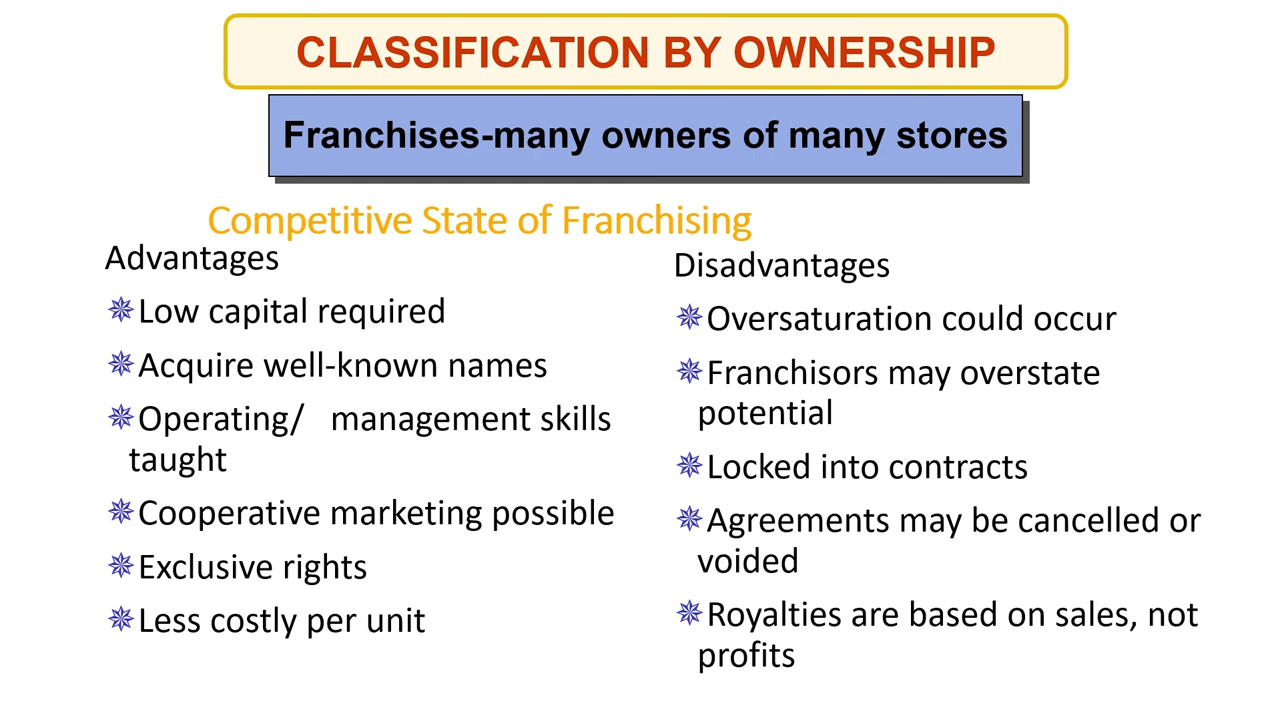 CLASSIFICATION BY OWNERSHIP
Franchises-many owners of many stores
Competitive State of Franchising
Advantages
Low capital required
Acquire well-known names
Operating/ management skills
taught
Cooperative marketing possible
Exclusive rights
Less costly per unit
Disadvantages
Oversaturation could occur
Franchisors may overstate
potential
Locked into contracts
Agreements may be cancelled or
voided
Royalties are based on sales, not
profits